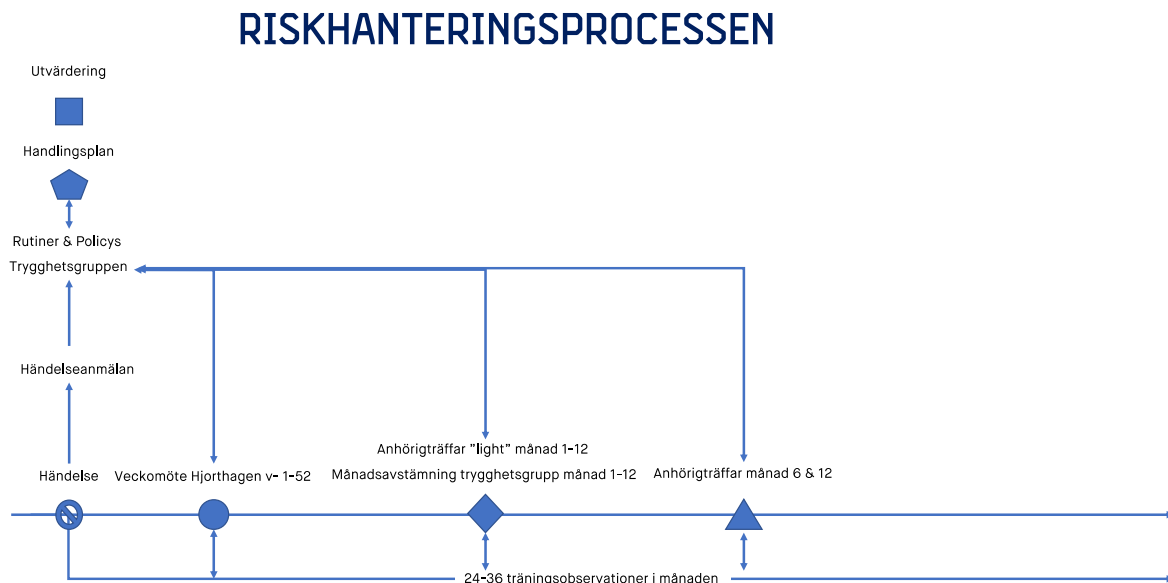 RISKHANTERINGSPROCESSEN
Utvärdering
Handlingsplan
Rutiner & Policys
Trygghetsgruppen
Händelseanmälan
Händelse
Veckomöte Hjorthagen v- 1-52
Anhörigträffar "light" månad 1-12
Månadsavstämning trygghetsgrupp månad 1-12
Anhörigträffar månad 6 & 12
24-36 träningsobservationer i månaden